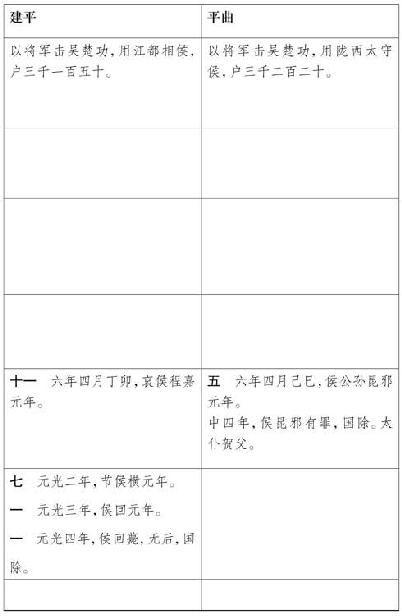 建平
以将军击吴楚功,用江都相侯,
户三千一百五十。
平曲
以将军击吴楚功,用陇西太守
侯,户三千二百二十。
十一 六年四月丁卯,哀侯程嘉
元年。
五 六年四月己巳,侯公孙昆邪
元年。
中四年,侯昆邪有罪,国除。太
仆贺父。
七 元光二年,节侯横元年。
一 元光三年,侯回元年。
一 元光四年,侯回薨,无后,国
除。